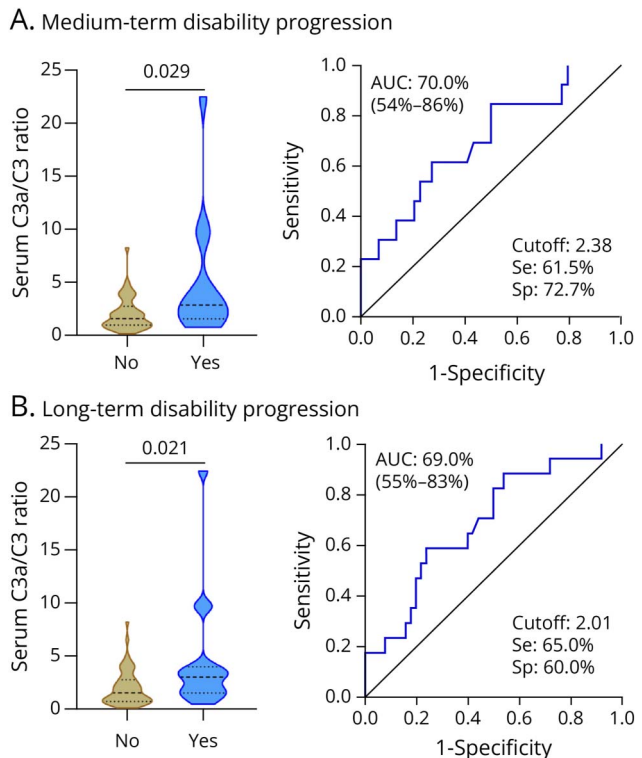 A. Medium-term disability progression
25
20
15
10
5
0
Serum C3a/C3 ratio
0.029
No
Yes
1.0
0.8
0.6
0.4
0.2
0.0
Sensitivity
AUC: 70.0%
(54%–86%)
Cutoff: 2.38
Se: 61.5%
Sp: 72.7%
0.0 0.2 0.4 0.6 0.8 1.0
1-Specificity
B. Long-term disability progression
25
20
15
10
5
0
Serum C3a/C3 ratio
0.021
No
Yes
1.0
0.8
0.6
0.4
0.2
0.0
Sensitivity
AUC: 69.0%
(55%–83%)
Cutoff: 2.01
Se: 65.0%
Sp: 60.0%
0.0 0.2 0.4 0.6 0.8 1.0
1-Specificity